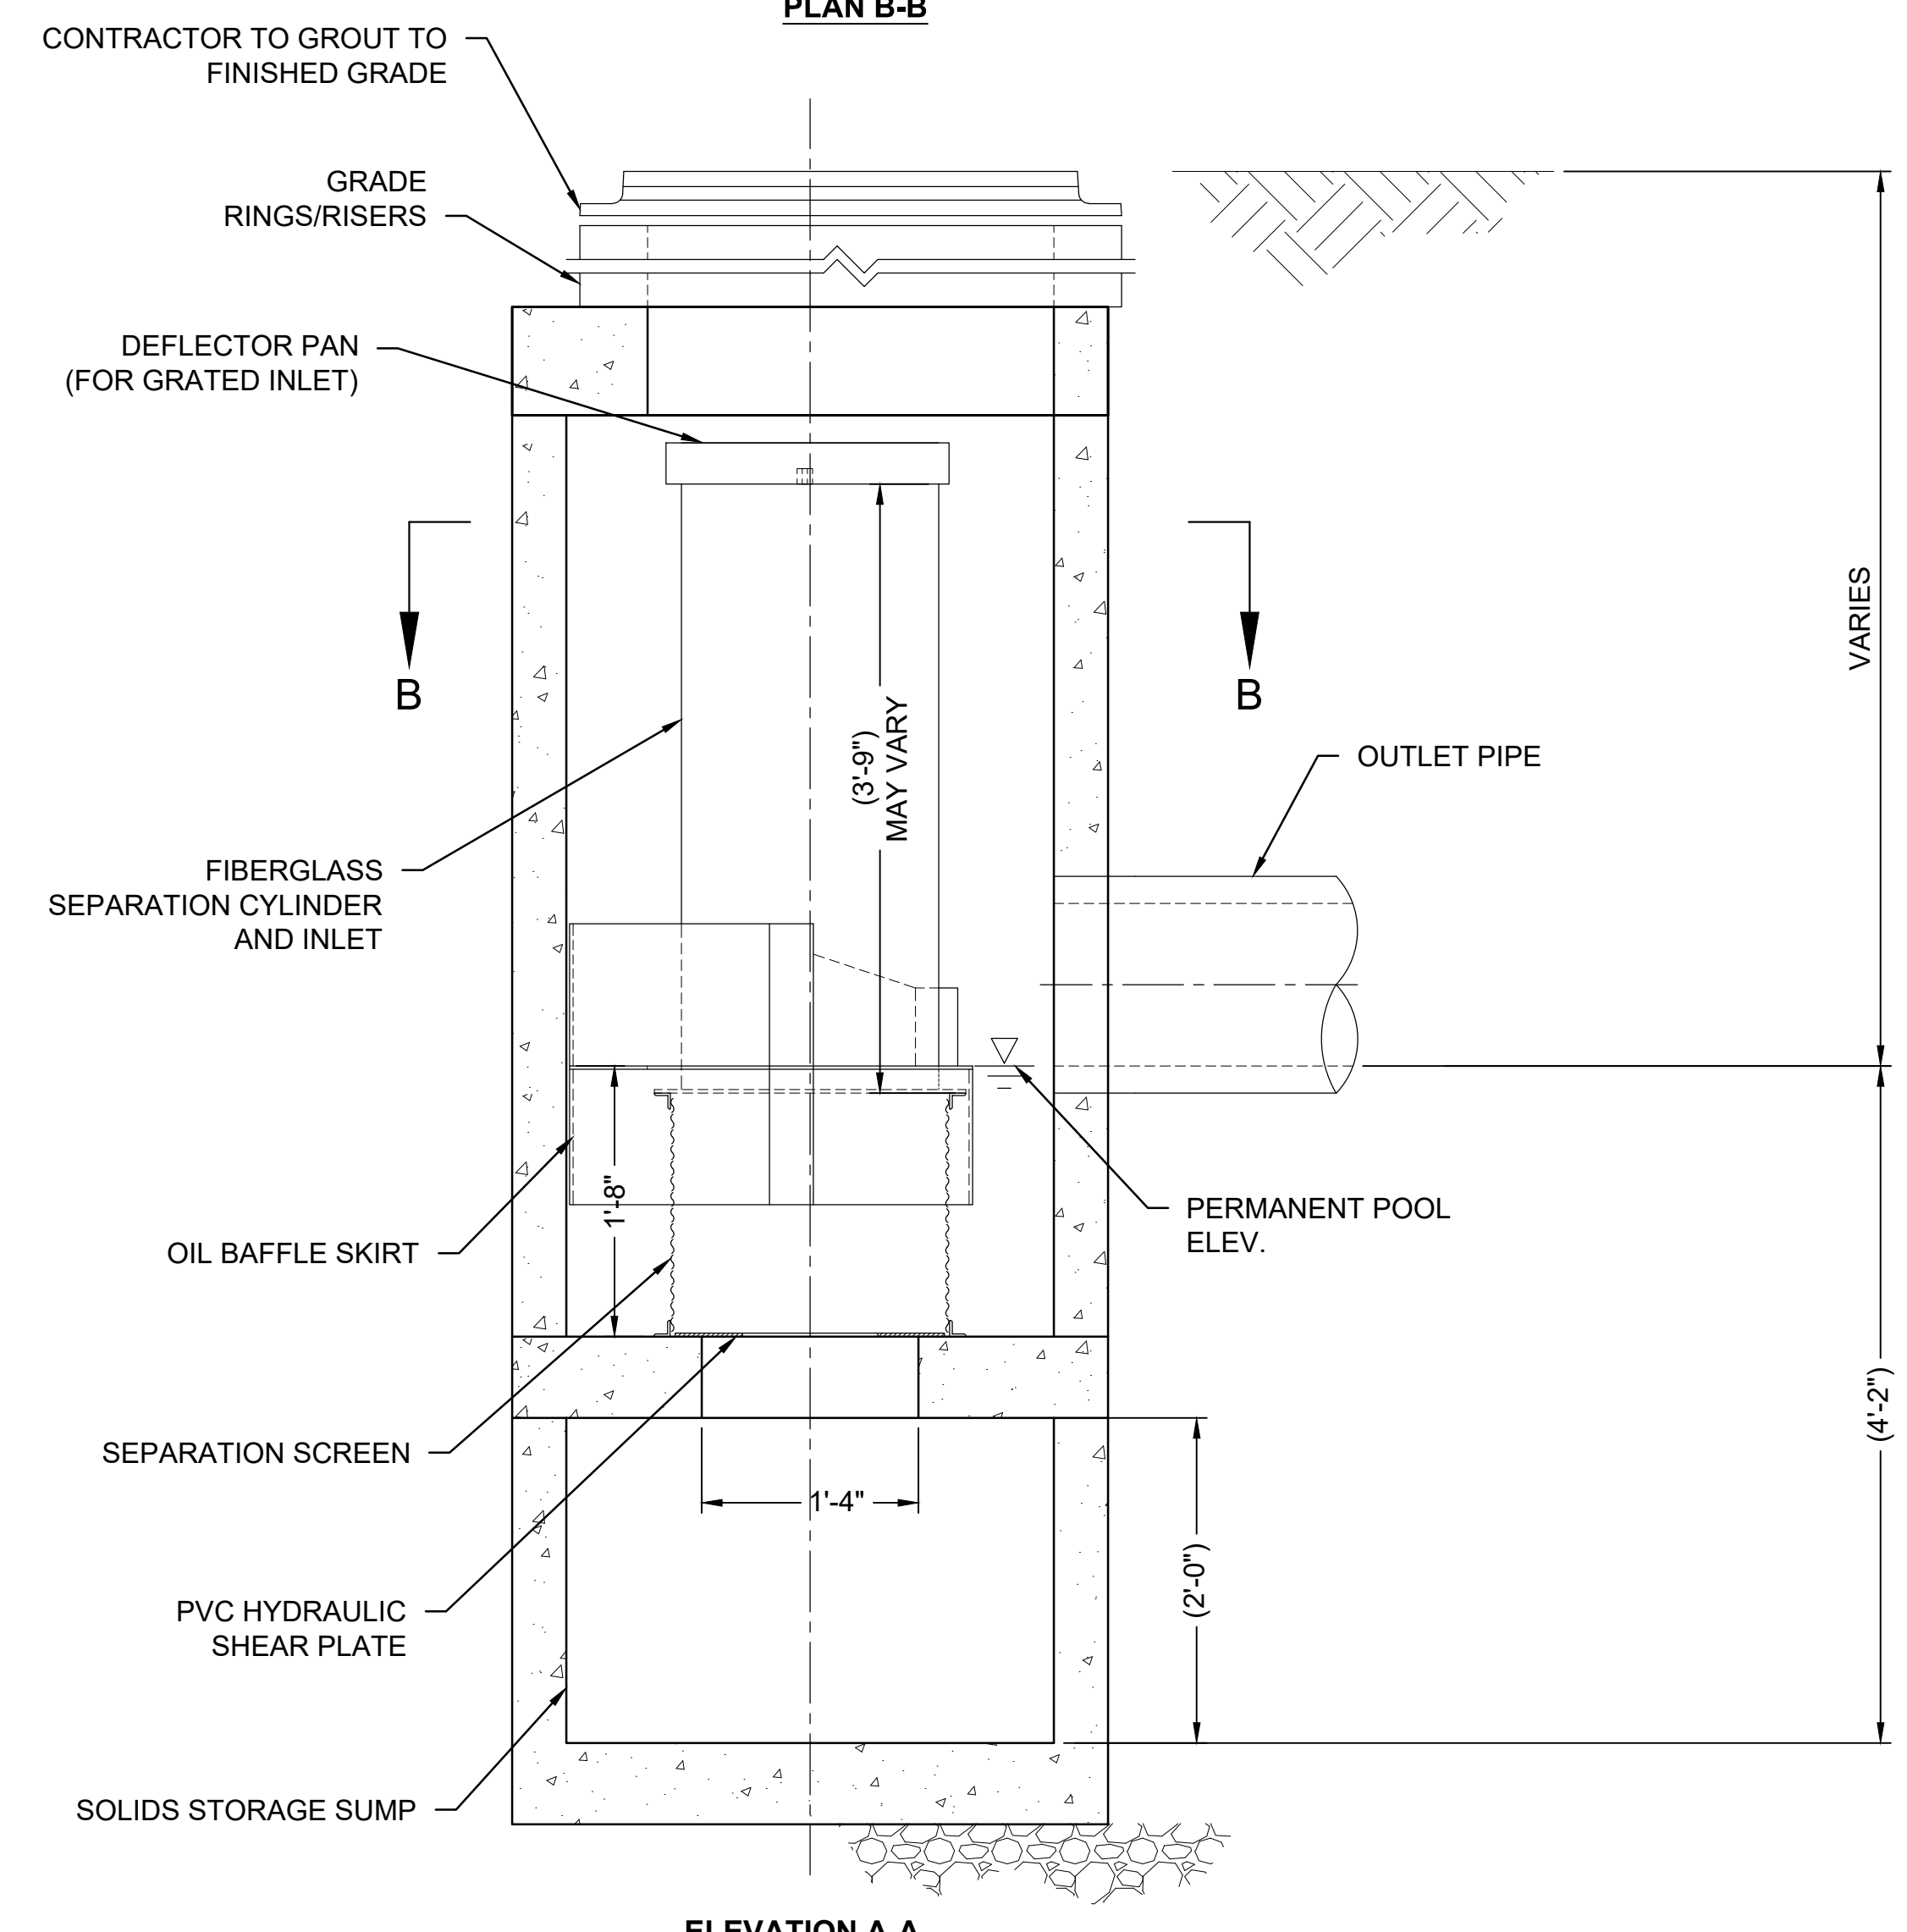 PLAN B-B
CONTRACTOR TO GROUT TO
FINISHED GRADE
GRADE
RINGS/RISERS
DEFLECTOR PAN
(FOR GRATED INLET)
B
B
VARIES
(3'-9")
MAY VARY
OUTLET PIPE
FIBERGLASS
SEPARATION CYLINDER
AND INLET
1'-8"
PERMANENT POOL
ELEV.
OIL BAFFLE SKIRT
(4'-2")
SEPARATION SCREEN
1'-4"
(2'-0")
PVC HYDRAULIC
SHEAR PLATE
SOLIDS STORAGE SUMP
ELEVATION A-A